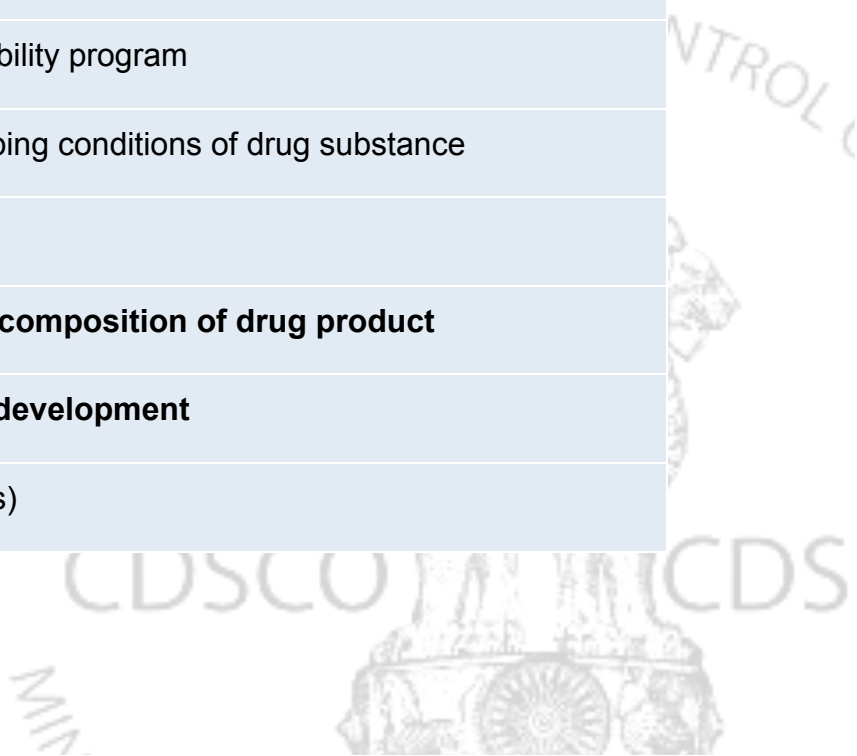 bility program
NTROL
ping conditions of drug substance
composition of drug product
development
s)
CDSCO
CDS